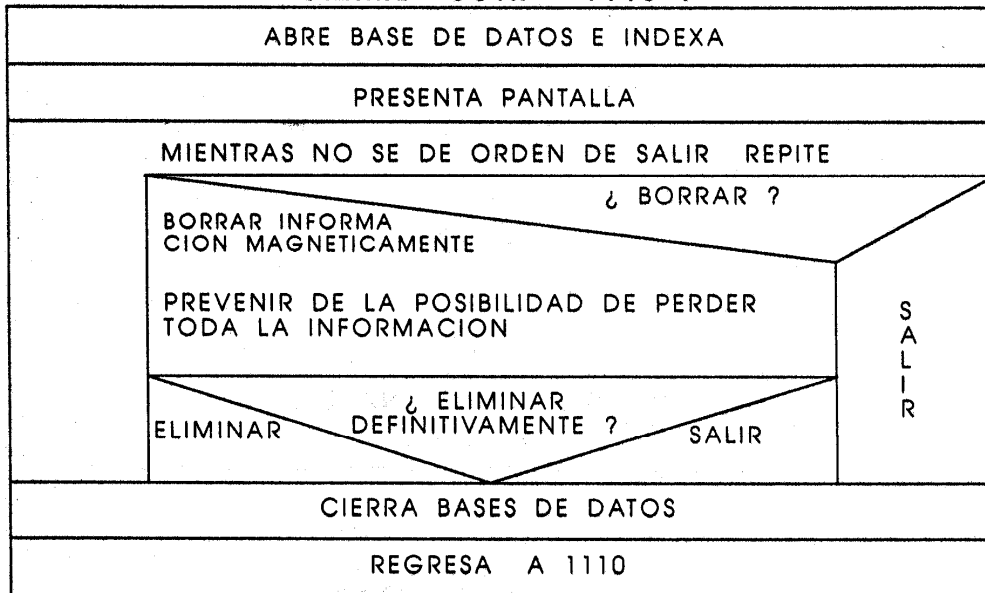 ABRE BASE DE DATOS E INDEXA
PRESENTA PANTALLA
MIENTRAS NO SE DE ORDEN DE SALIR REPITE
¿ BORRAR ?
BORRAR INFORMA
CION MAGNETICAMENTE
PREVENIR DE LA POSIBILIDAD DE PERDER
TODA LA INFORMACION
S
A
L
I
R
¿ ELIMINAR
DEFINITIVAMENTE ?
ELIMINAR
SALIR
CIERRA BASES DE DATOS
REGRESA A 1110